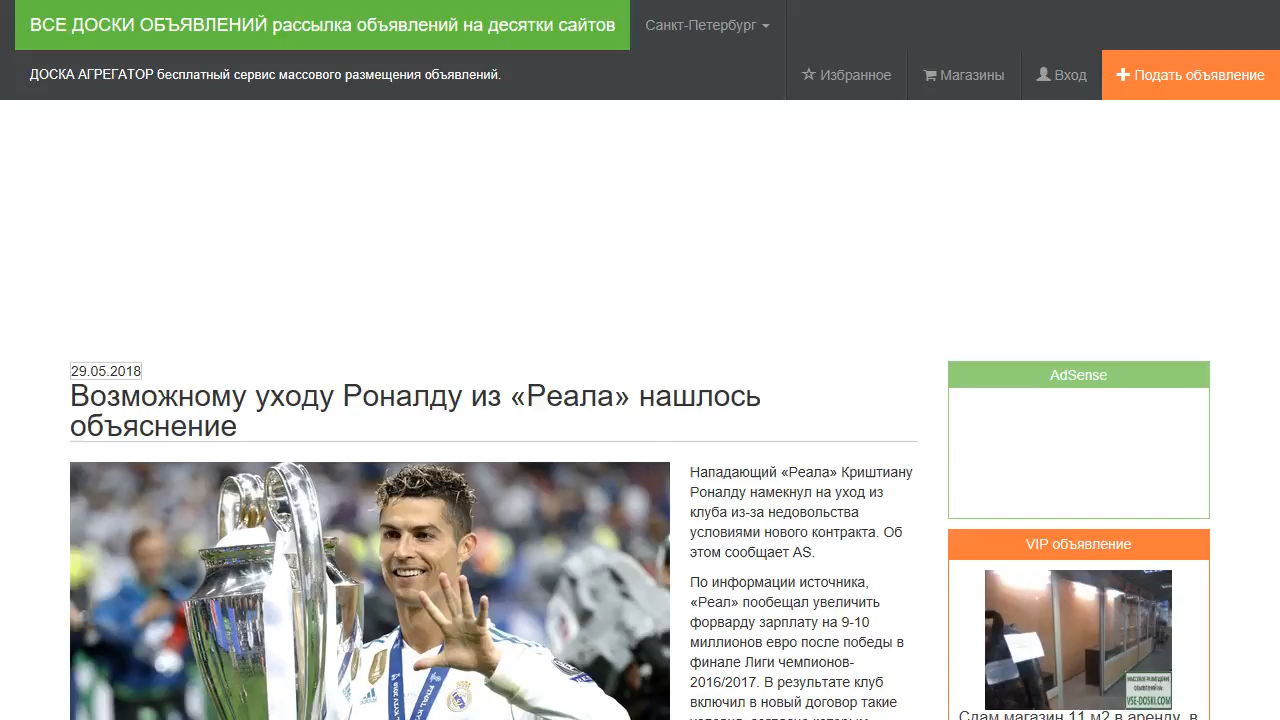 ВСЕ ДОСКИ ОБЪЯВЛЕНИЙ рассылка объявлений на десятки сайтов
Санкт-Петербург
ДОСКА АГРЕГАТОР бесплатный сервис массового размещения объявлений.
Избранное
Магазины
Вход
Подать объявление
29.05.2018
Возможному уходу Роналду из «Реала» нашлось
объяснение
Нападающий «Реала» Криштиану
Роналду намекнул на уход из
клуба из-за недовольства
условиями нового контракта. Об
этом сообщает AS.
По информации источника,
«Реал» пообещал увеличить
форварду зарплату на 9-10
миллионов евро после победы в
финале Лиги чемпионов-
2016/2017. В результате клуб
включил в новый договор такие
AdSense
VIP объявление
VSE-DOSKI.COM
Сдам магазин 11 м2 в аренду, в